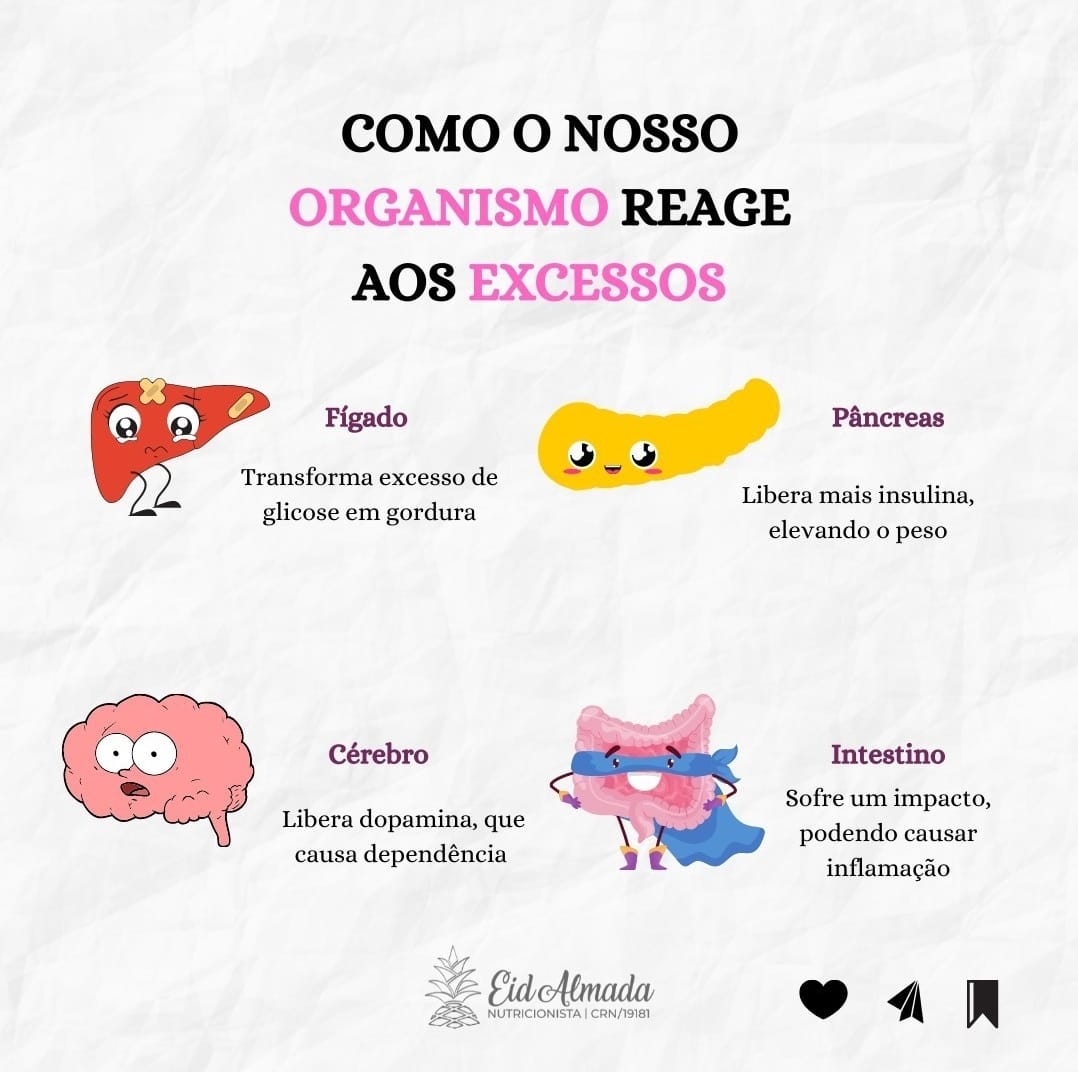 COMO O NOSSO
ORGANISMO REAGE
AOS EXCESSOS
Fígado
Transforma excesso de
glicose em gordura
Pâncreas
Libera mais insulina,
elevando o peso
Cérebro
Libera dopamina, que
causa dependência
Intestino
Sofre um impacto,
podendo causar
inflamação
Eid Almada
NUTRICIONISTA | CRN/19181